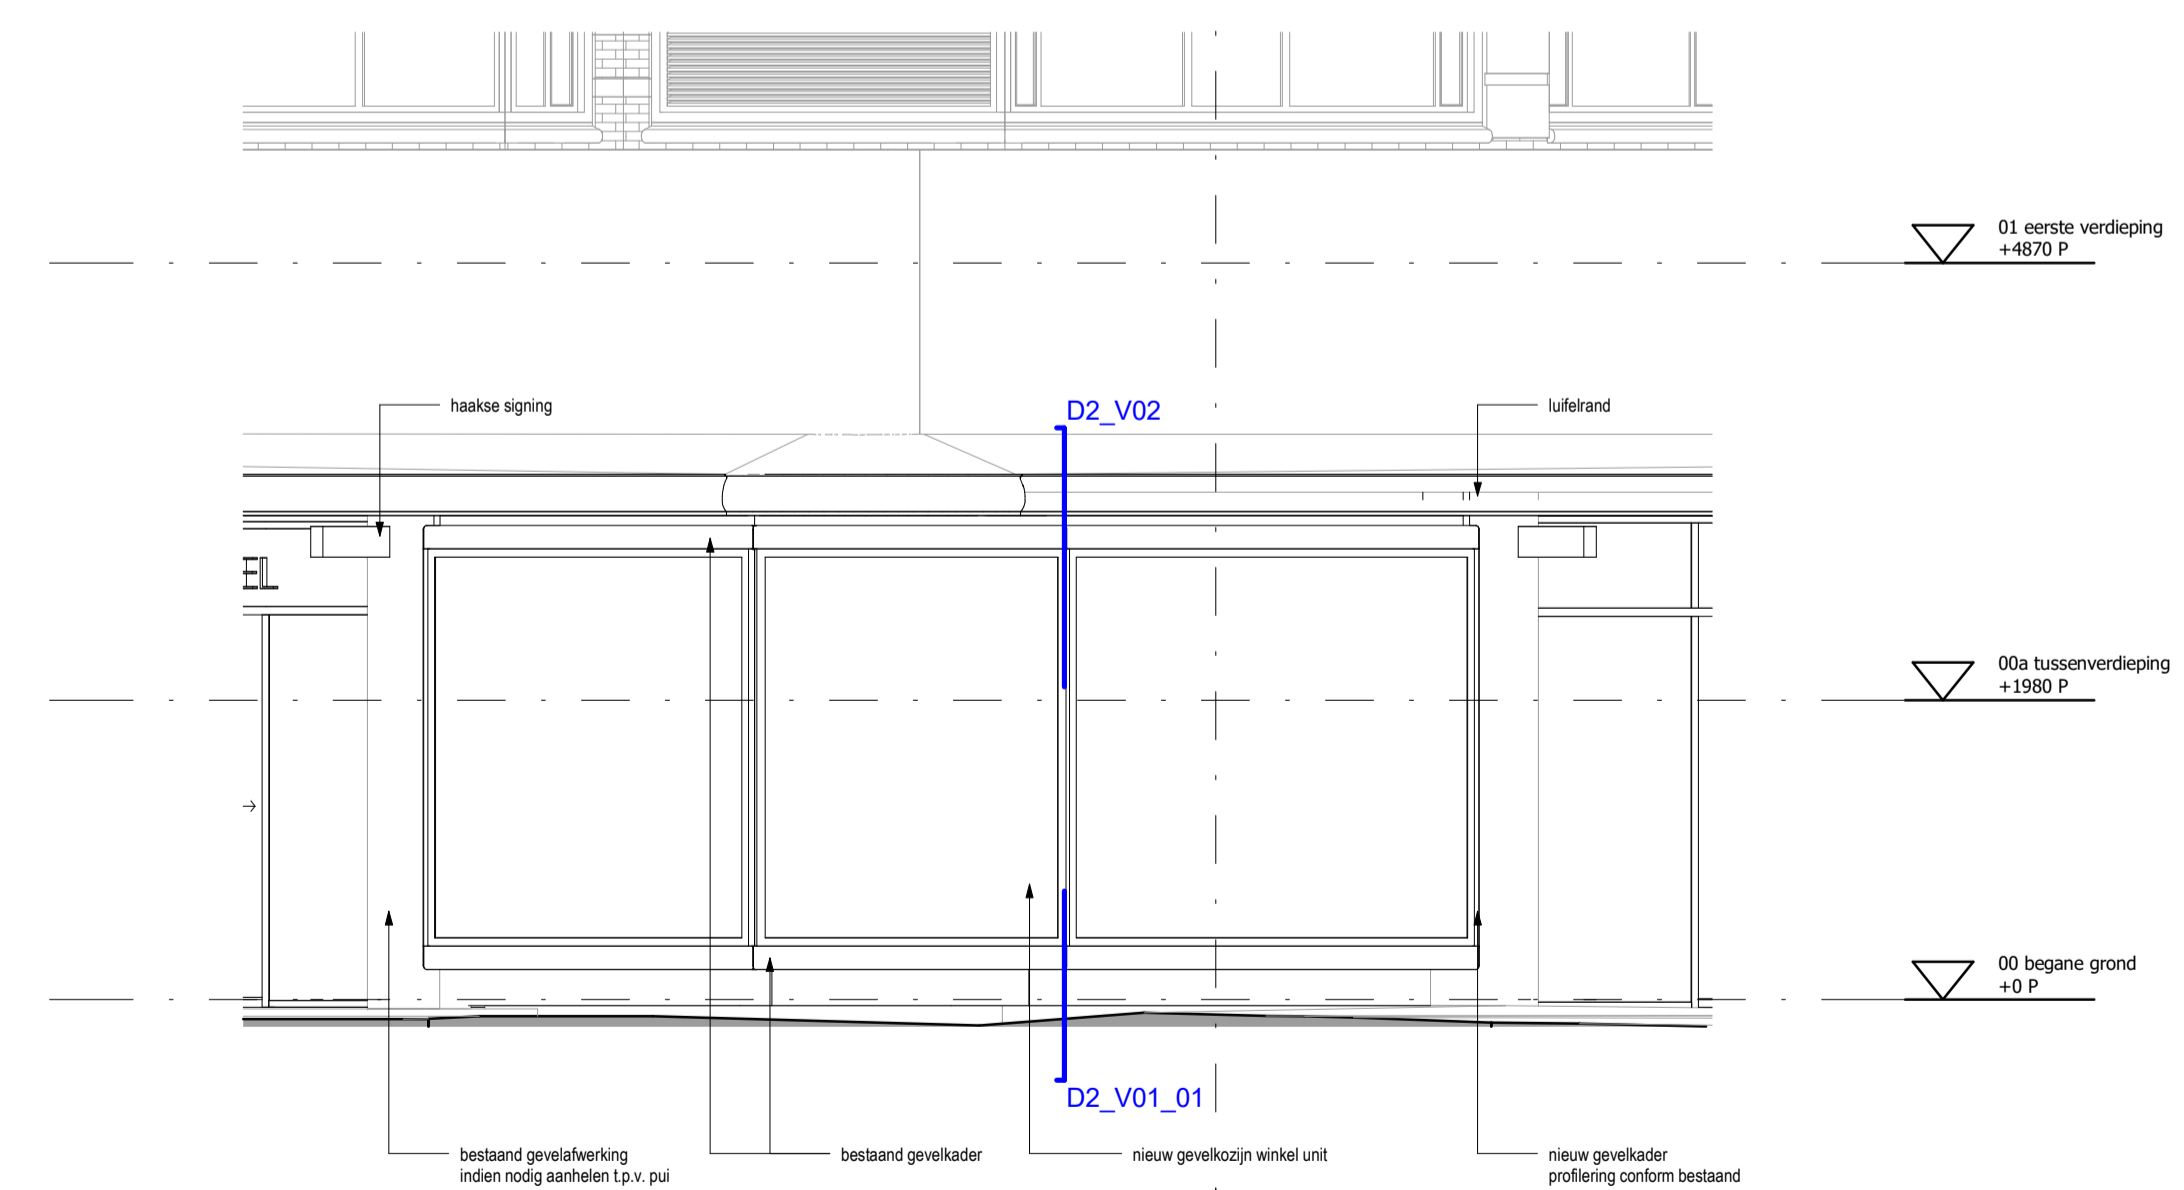 01 eerste verdieping
+4870 P
haakse signing
D2_V02
luifelrand
EL
00a tussenverdieping
+1980 P
00 begane grond
+0 P
D2_V01_01
bestaand gevelafwerking
indien nodig aanhelen t.p.v. pui
bestaand gevelkader
nieuw gevelkozijn winkel unit
nieuw gevelkader
profilering conform bestaand